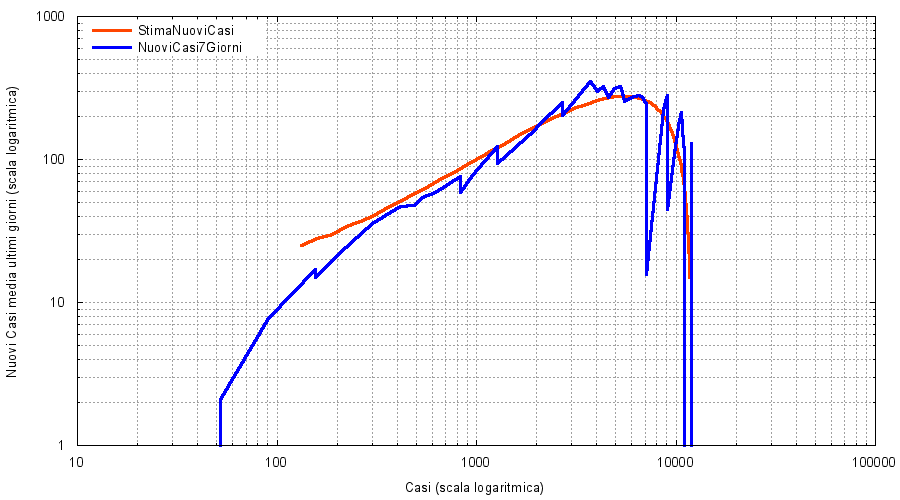 1000
StimaNuoviCasi
NuoviCasi7Giorni
100
10
1
Nuovi Casi media ultimi giorni (scala logaritmica)
10
100
1000
10000
100000
Casi (scala logaritmica)